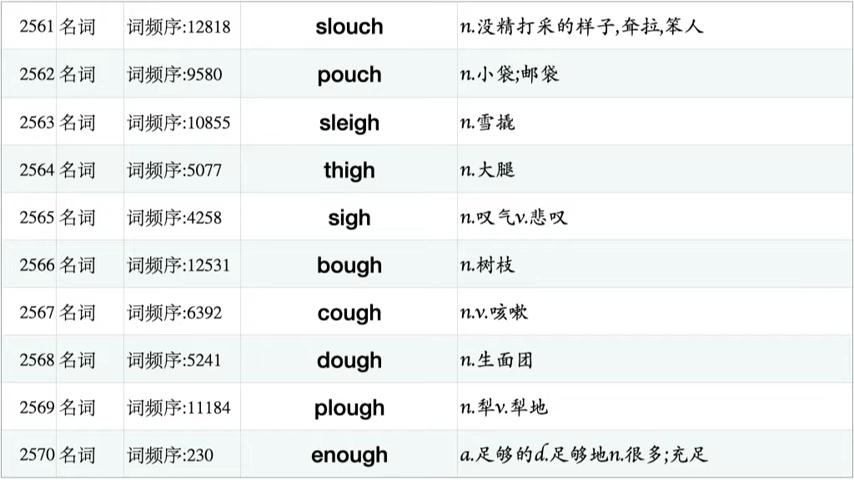 2561 名词 词频序:12818 slouch n.没精打采的样子,耷拉,笨人
2562 名词 词频序:9580 pouch n.小袋;邮袋
2563 名词 词频序:10855 sleigh n.雪撬
2564 名词 词频序:5077 thigh n.大腿
2565 名词 词频序:4258 sigh n.叹气v.悲叹
2566 名词 词频序:12531 bough n.树枝
2567 名词 词频序:6392 cough n.v.咳嗽
2568 名词 词频序:5241 dough n.生面团
2569 名词 词频序:11184 plough n.犁v.犁地
2570 名词 词频序:230 enough a.足够的d.足够地n.很多;充足